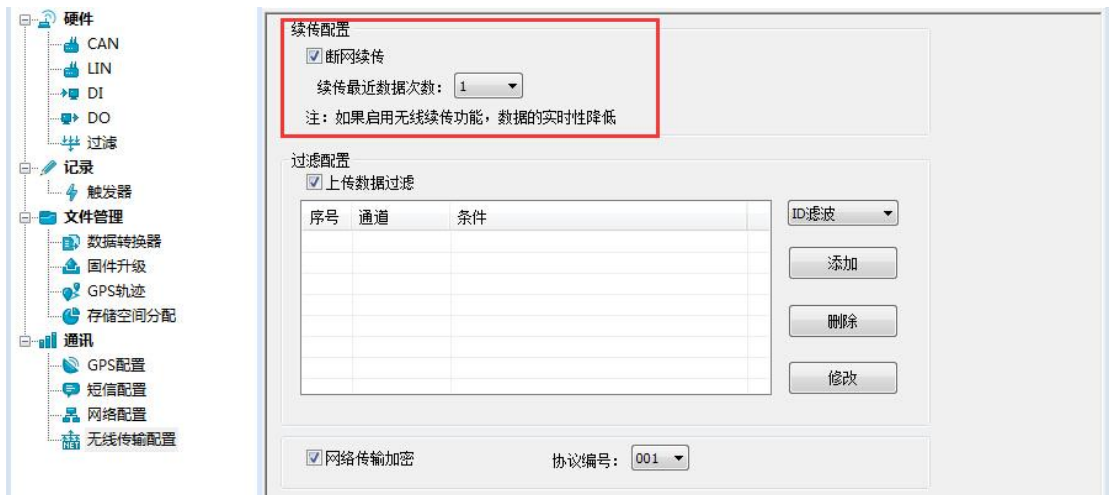 硬件
CAN
LIN
DI
DO
过滤
记录
触发器
文件管理
数据转换器
固件升级
GPS轨迹
存储空间分配
通讯
GPS配置
短信配置
网络配置
NET 无线传输配置
续传配置
断网续传
续传最近数据次数： 1
注：如果启用无线续传功能，数据的实时性降低
过滤配置
上传数据过滤
序号 通道 条件
ID滤波
添加
删除
修改
网络传输加密 协议编号： 001